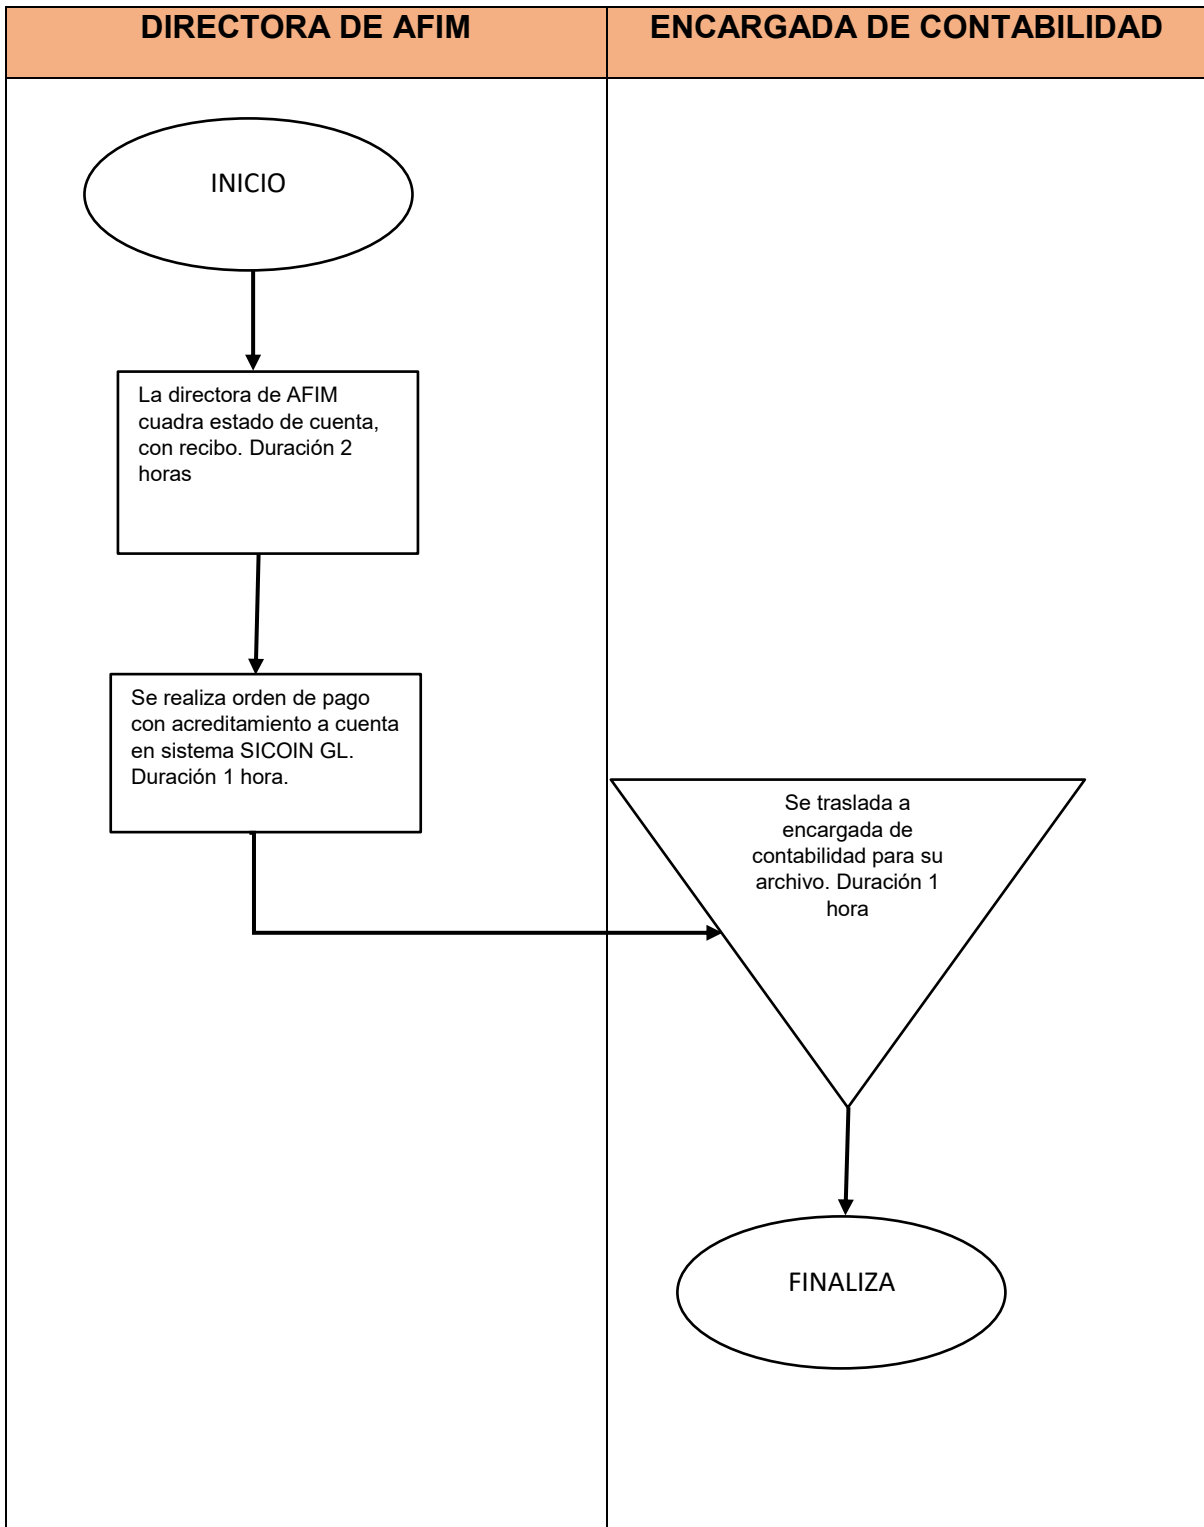 DIRECTORA DE AFIM
ENCARGADA DE CONTABILIDAD
INICIO
La directora de AFIM
cuadra estado de cuenta,
con recibo. Duración 2
horas
Se realiza orden de pago
con acreditamiento a cuenta
en sistema SICOIN GL.
Duración 1 hora.
Se traslada a
encargada de
contabilidad para su
archivo. Duración 1
hora
FINALIZA